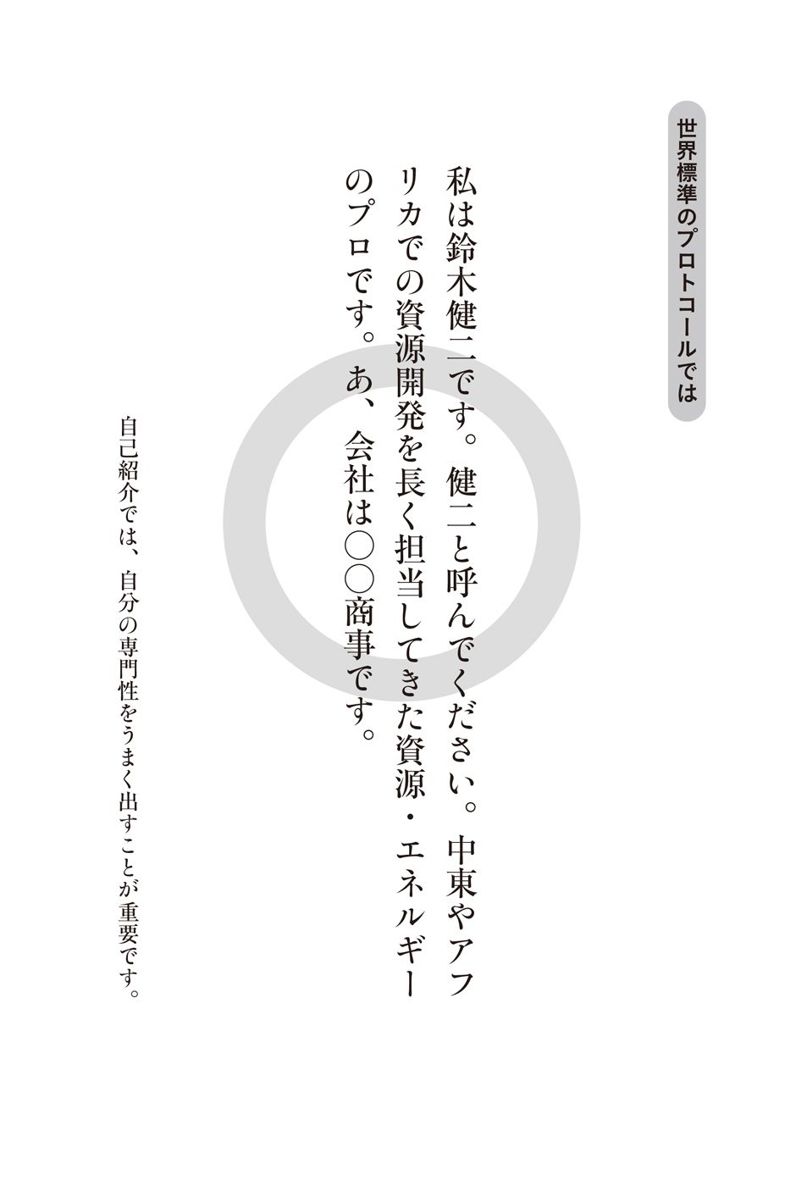 世界標準のプロトコールでは
私は鈴木健二です。健二と呼んでください。中東やアフ
リカでの資源開発を長く担当してきた資源・エネルギー
のプロです。あ、会社は〇〇商事です。
自己紹介では、自分の専門性をうまく出すことが重要です。